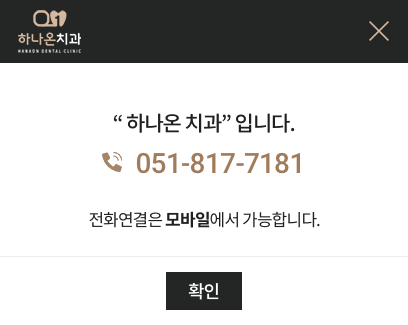 하나온치과
HANAON DENTAL CLINIC
“ 하나온 치과” 입니다.
051-817-7181
전화연결은 모바일에서 가능합니다.
확인